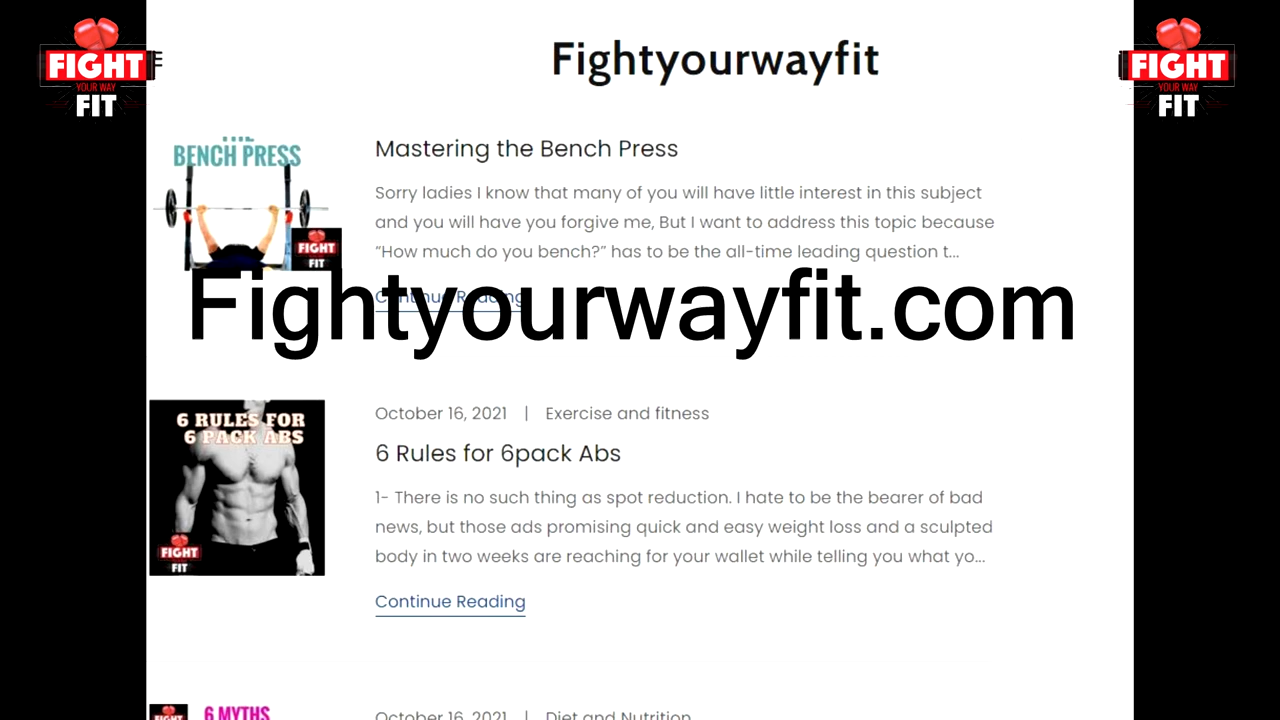 FIGHT
YOUR WAY
FIT
Fightyourwayfit
FIGHT
YOUR WAY
FIT
THE
BENCH PRESS
FIGHT
FIT
Mastering the Bench Press
Sorry ladies I know that many of you will have little interest in this subject
and you will have you forgive me, But I want to address this topic because
“How much do you bench?” has to be the all-time leading question t...
Continue Reading
Fightyourwayfit.com
6 RULES FOR
6 PACK ABS
FIGHT
FIT
October 16, 2021 | Exercise and fitness
6 Rules for 6pack Abs
1- There is no such thing as spot reduction. I hate to be the bearer of bad
news, but those ads promising quick and easy weight loss and a sculpted
body in two weeks are reaching for your wallet while telling you what yo...
Continue Reading
FIGHT
6 MYTHS
October 16, 2021 | Diet and Nutrition